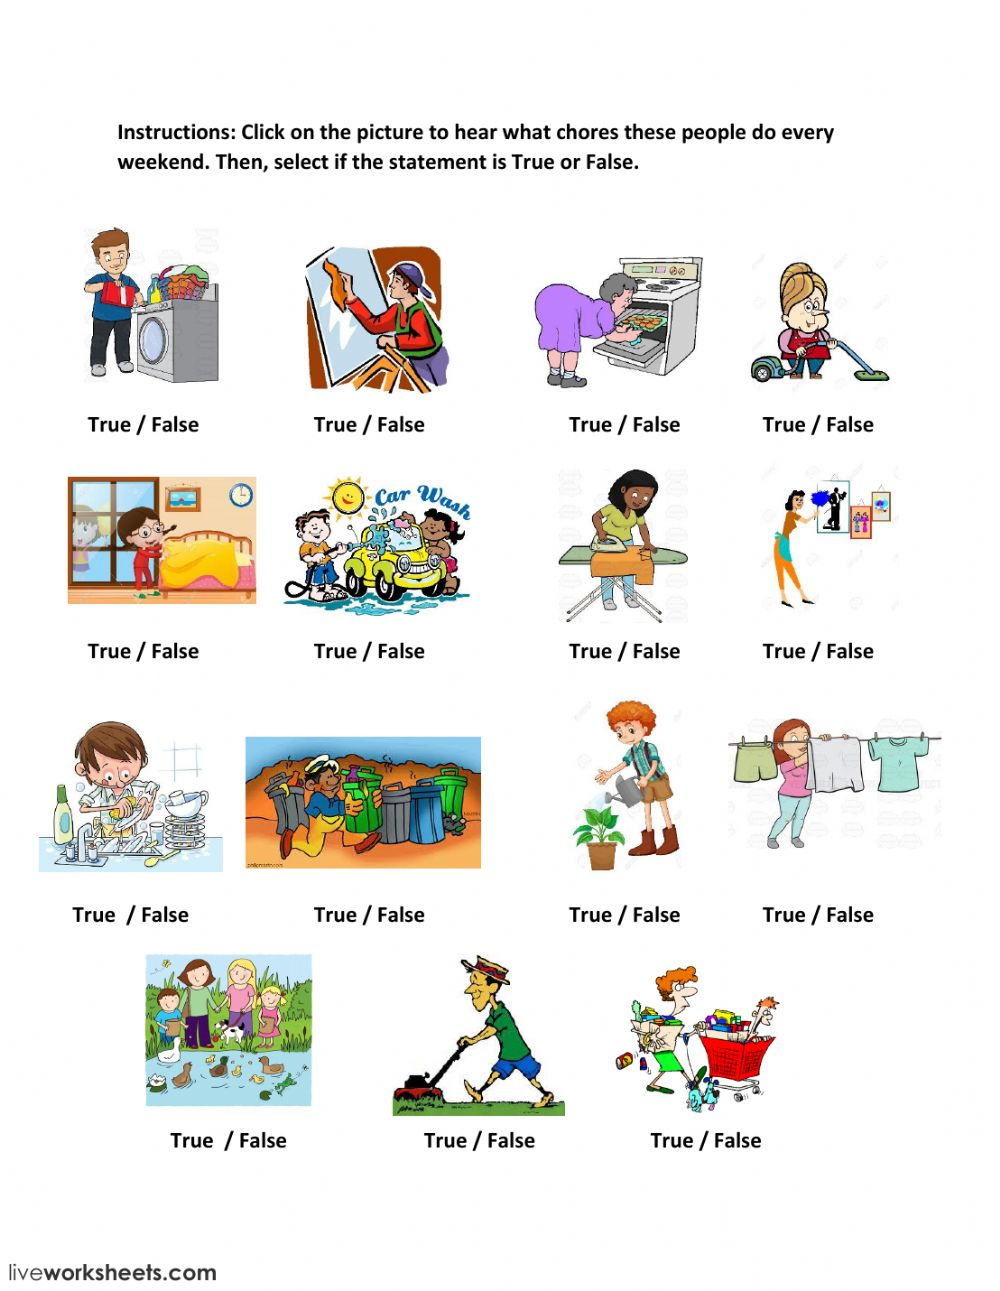 Instructions: Click on the picture to hear what chores these people do every
weekend. Then, select if the statement is True or False.
True / False
True / False
True / False
True / False
Car Wash
True / False
True / False
True / False
True / False
True / False
True / False
True / False
True / False
True / False
True / False
True / False
liveworksheets.com